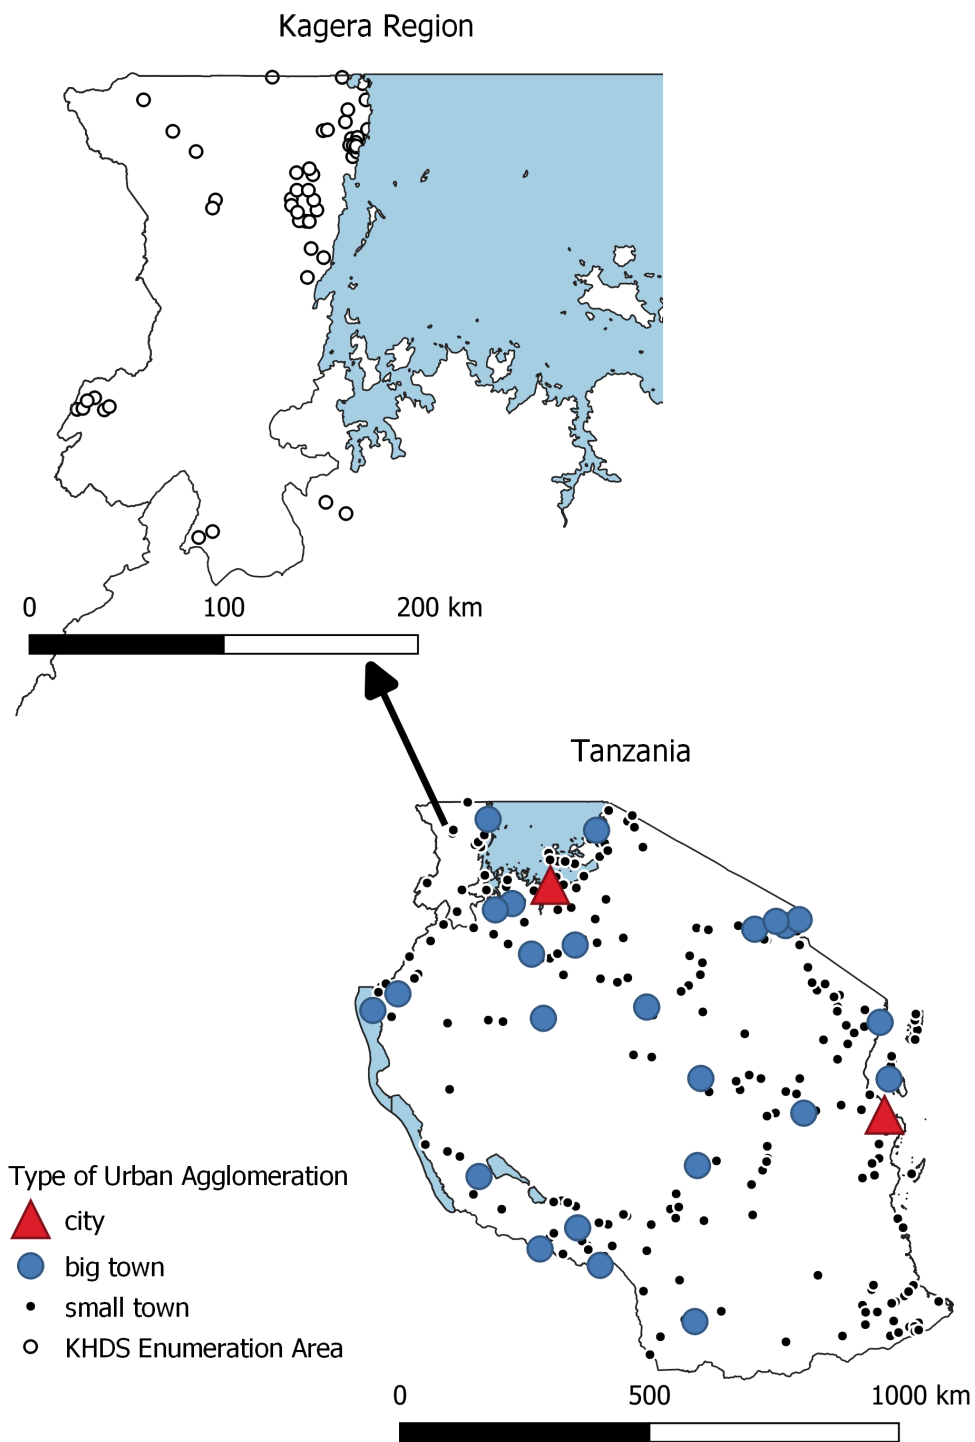 Kagera Region
0 100 200 km
Tanzania
Type of Urban Agglomeration
city
big town
small town
KHDS Enumeration Area
0 500 1000 km